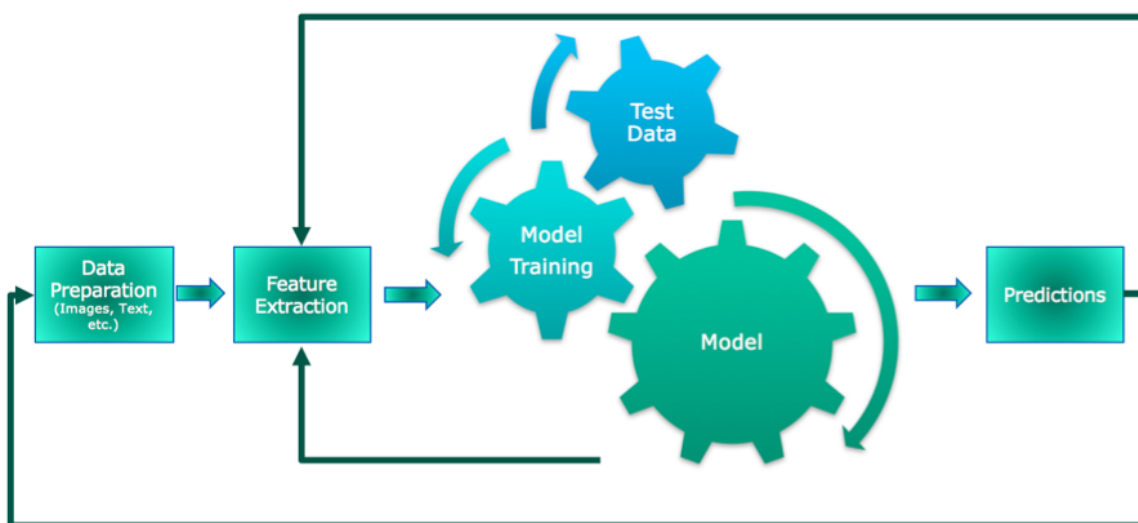 Test
Data
Model
Training
Data
Preparation
(Images, Text,
etc.)
Feature
Extraction
Model
Predictions